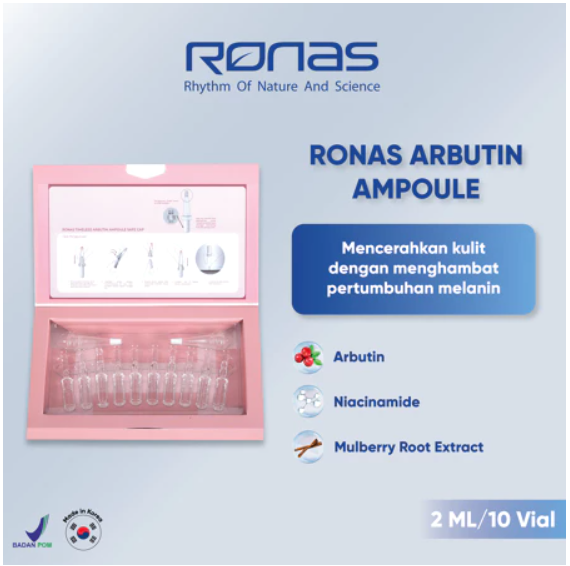 RONAS
Rhythm Of Nature And Science
RONAS ARBUTIN
AMPOULE
Mencerahkan kulit
dengan menghambat
pertumbuhan melanin
Arbutin
Niacinamide
Mulberry Root Extract
BADAN POM
Made in Korea
2 ML/10 Vial